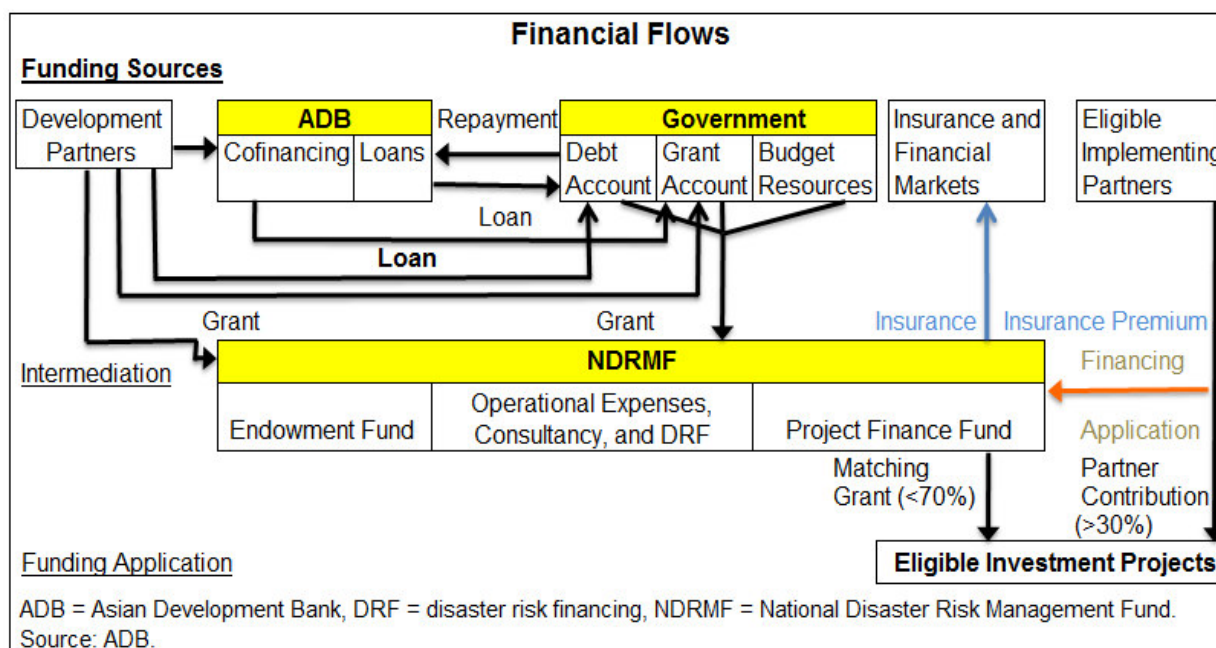 Financial Flows
Funding Sources
Development
Partners
ADB
Cofinancing
Loans
Repayment
Loan
Government
Debt
Account
Grant
Account
Budget
Resources
Insurance and
Financial
Markets
Eligible
Implementing
Partners
Loan
Grant
Grant
Insurance
Insurance Premium
Intermediation
NDRMF
Financing
Application
Endowment Fund
Operational Expenses,
Consultancy, and DRF
Project Finance Fund
Matching
Grant (<70%)
Partner
Contribution
(>30%)
Funding Application
Eligible Investment Projects
ADB = Asian Development Bank, DRF = disaster risk financing, NDRMF = National Disaster Risk Management Fund.
Source: ADB.